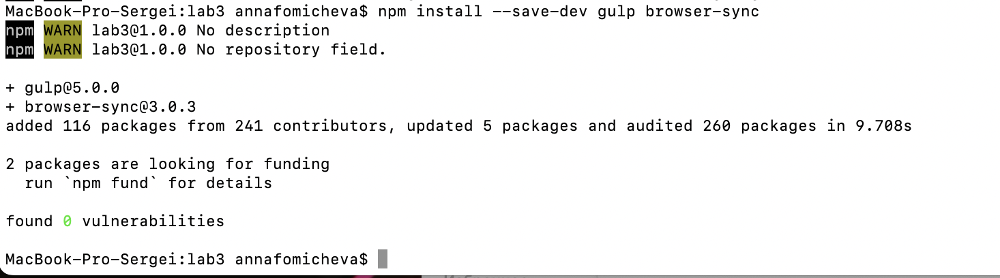 MacBook-Pro-Sergei:lab3 annafomicheva$ npm install --save-dev gulp browser-sync
npm WARN lab3@1.0.0 No description
npm WARN lab3@1.0.0 No repository field.
+ gulp@5.0.0
+ browser-sync@3.0.3
added 116 packages from 241 contributors, updated 5 packages and audited 260 packages in 9.708s
2 packages are looking for funding
run `npm fund` for details
found 0 vulnerabilities
MacBook-Pro-Sergei:lab3 annafomicheva$